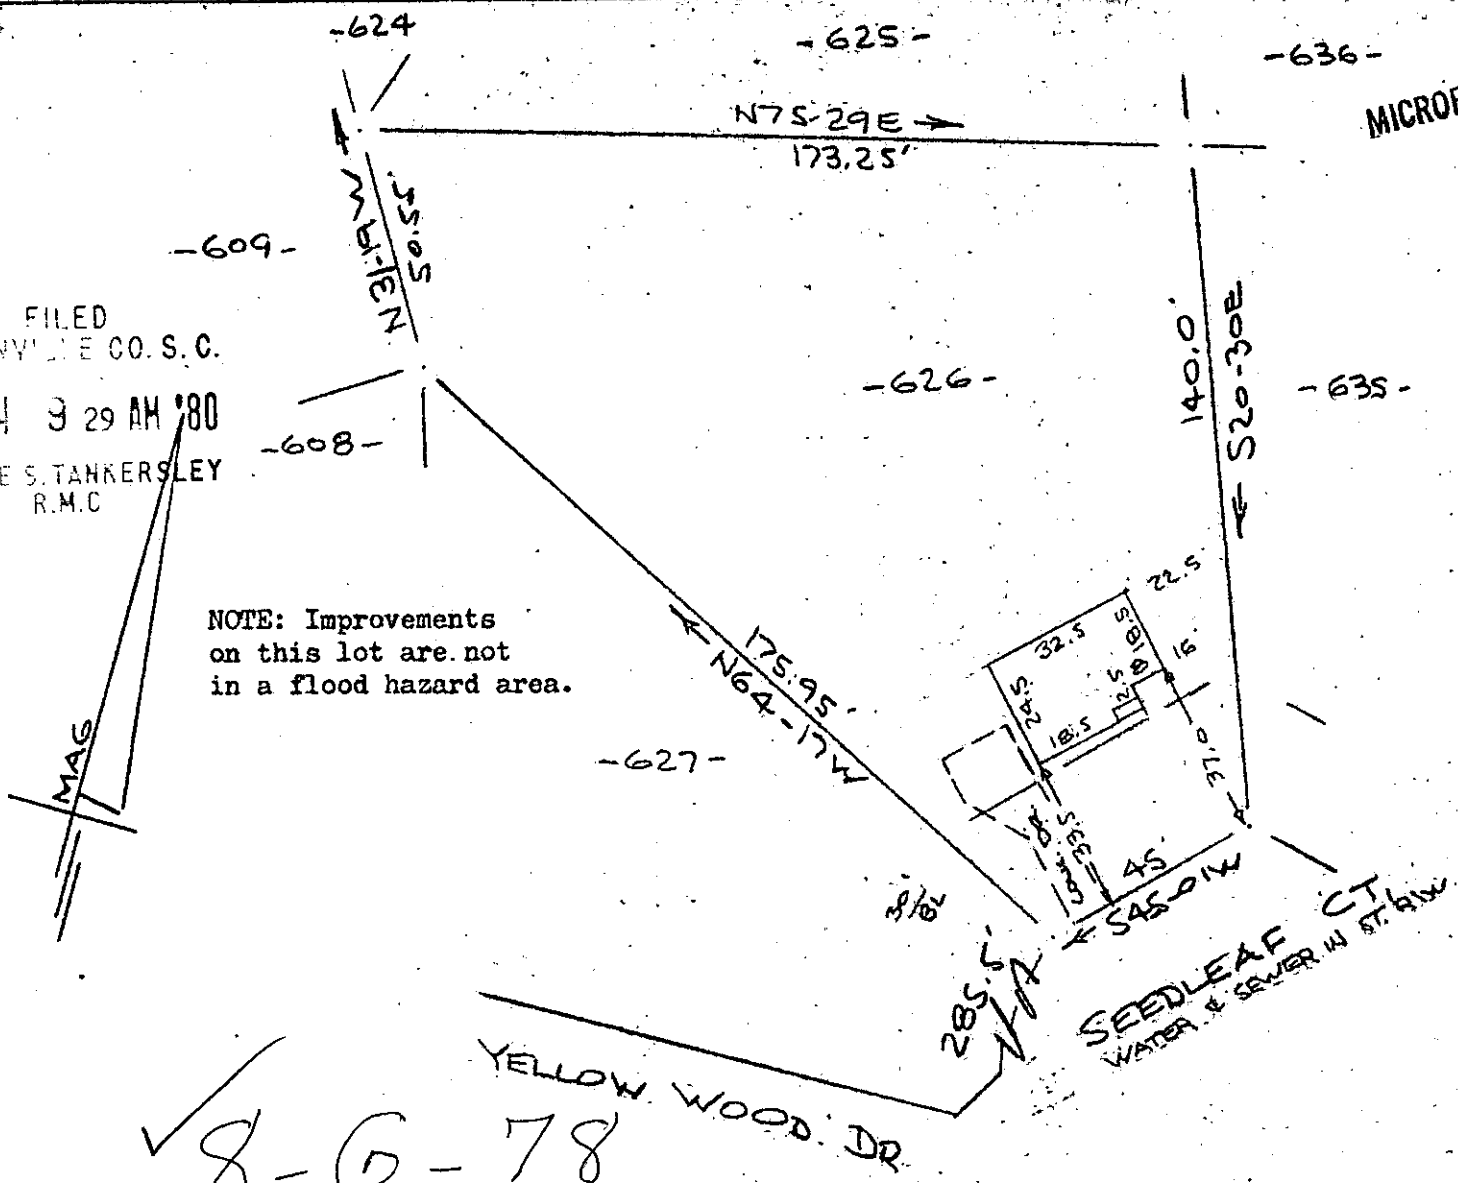 -624
-625-
-636-
N75-29E
173.25'
-609-
N31-19W
50.54
FILED
E CO. S. C.
9 29 AM '80
E S. TANKERSLEY
R.M.C
-608-
-626-
140.0'
S20-30E
-635-
MAG
NOTE: Improvements
on this lot are not
in a flood hazard area.
175.95'
N64-17W
-627-
22.5
32.5
18.5
16
24.5
2.5
8
18.5
37.0
33.5
45'
S45-01W
285.5'
SEEDLEAF CT.
WATER & SEWER IN ST. R/W
YELLOW WOOD DR
8-6-78